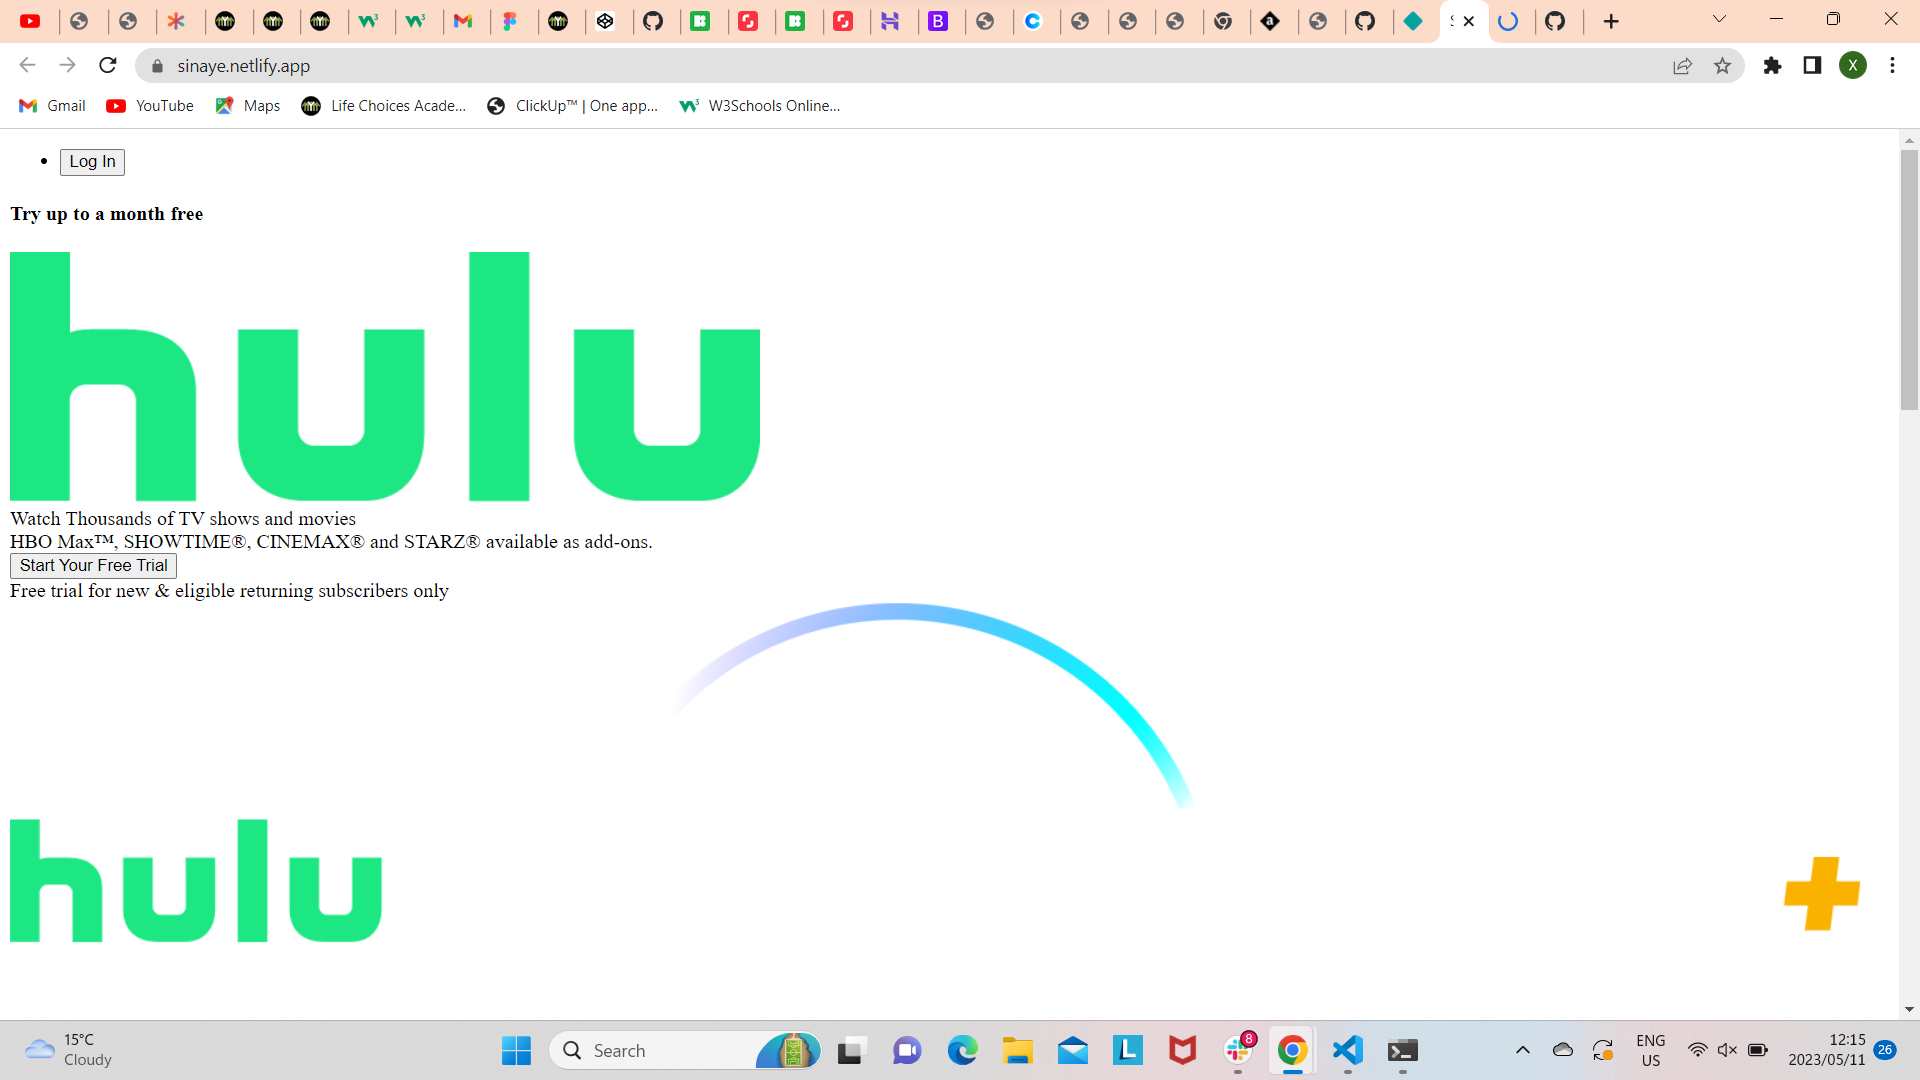 S
sinaye.netlify.app
X
Gmail
YouTube
Maps
Life Choices Acade...
ClickUp™ | One app...
W3Schools Online...
Log In
Try up to a month free
hulu
Watch Thousands of TV shows and movies
HBO Max™, SHOWTIME®, CINEMAX® and STARZ® available as add-ons.
Start Your Free Trial
Free trial for new & eligible returning subscribers only
hulu
15°C
Cloudy
Search
8
ENG
US
12:15
2023/05/11
26